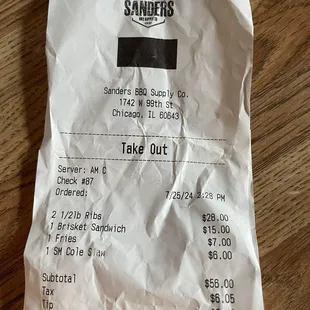 SANDERS
Sanders BBQ Supply Co.
1742 W 99th St
Chicago, IL 60643
Take Out
Server: AM C
Check #87
Ordered: 7/25/24 3:28 PM
2 1/2lb Ribs $28.00
1 Brisket Sandwich $15.00
1 Fries $7.00
1 SM Cole Slaw $6.00
Subtotal $56.00
Tax $6.05
Tip